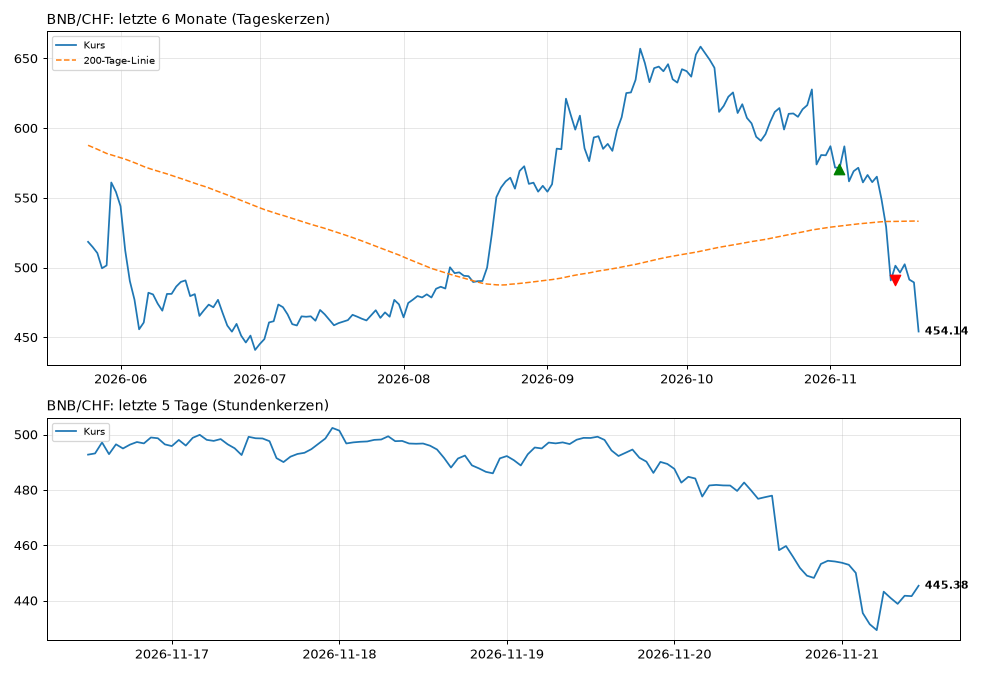 BNB/CHF: letzte 6 Monate (Tageskerzen)
Kurs
200-Tage-Linie
650
600
550
500
450
454.14
2026-06 2026-07 2026-08 2026-09 2026-10 2026-11
BNB/CHF: letzte 5 Tage (Stundenkerzen)
Kurs
500
480
460
440
445.38
2026-11-17 2026-11-18 2026-11-19 2026-11-20 2026-11-21